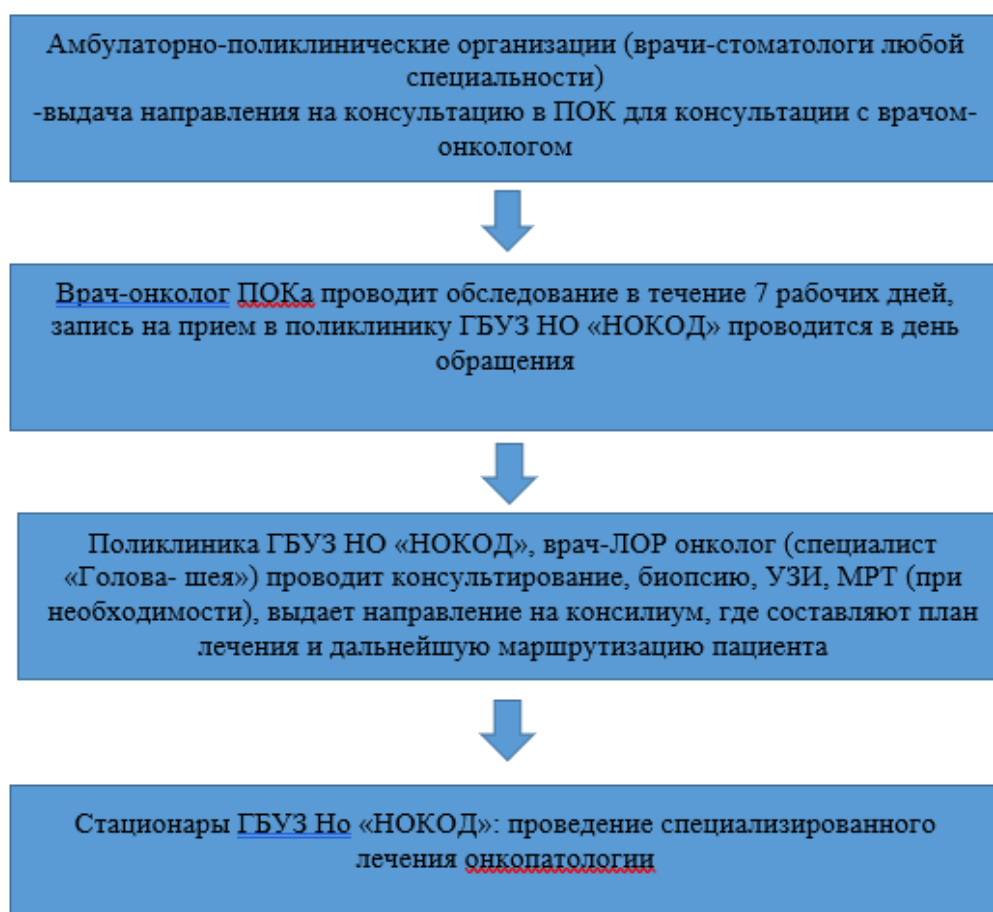 Амбулаторно-поликлинические организации (врачи-стоматологи любой
специальности)
-выдача направления на консультацию в ПОК для консультации с врачом-
онкологом
Врач-онколог ПОКа проводит обследование в течение 7 рабочих дней,
запись на прием в поликлинику ГБУЗ НО «НОКОД» проводится в день
обращения
Поликлиника ГБУЗ НО «НОКОД», врач-ЛОР онколог (специалист
«Голова- шея») проводит консультирование, биопсию, УЗИ, МРТ (при
необходимости), выдает направление на консилиум, где составляют план
лечения и дальнейшую маршрутизацию пациента
Стационары ГБУЗ Но «НОКОД»: проведение специализированного
лечения онкопатологии